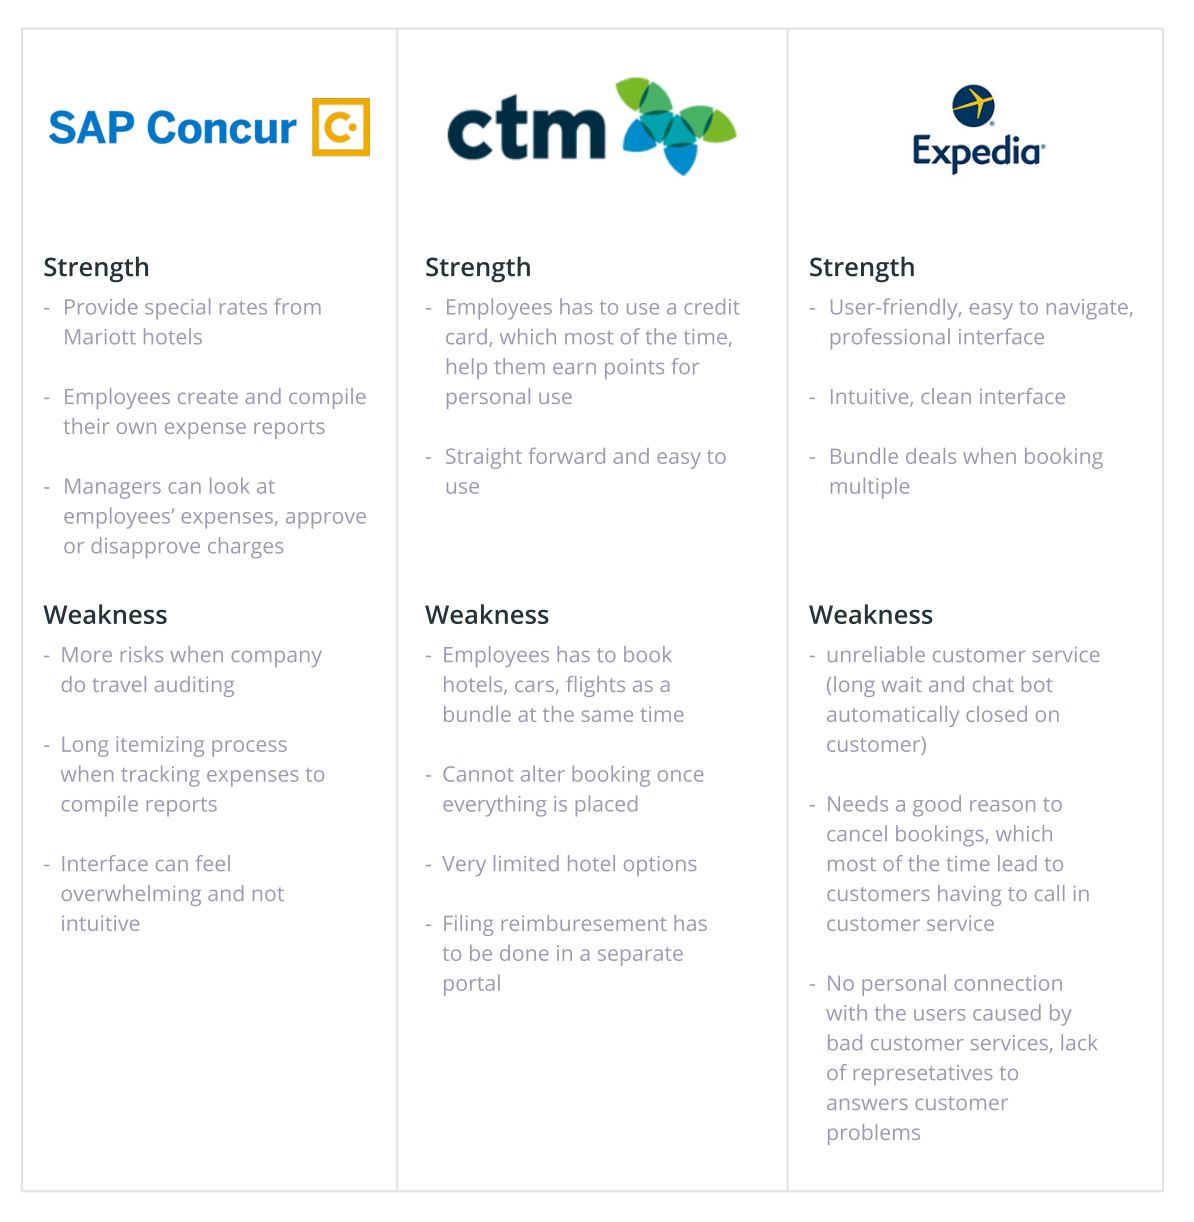 SAP Concur
Strength
- Provide special rates from
Mariott hotels
- Employees create and compile
their own expense reports
- Managers can look at
employees’ expenses, approve
or disapprove charges
Weakness
- More risks when company
do travel auditing
- Long itemizing process
when tracking expenses to
compile reports
- Interface can feel
overwhelming and not
intuitive
ctm
Strength
- Employees has to use a credit
card, which most of the time,
help them earn points for
personal use
- Straight forward and easy to
use
Weakness
- Employees has to book
hotels, cars, flights as a
bundle at the same time
- Cannot alter booking once
everything is placed
- Very limited hotel options
- Filing reimburesement has
to be done in a separate
portal
Expedia®
Strength
- User-friendly, easy to navigate,
professional interface
- Intuitive, clean interface
- Bundle deals when booking
multiple
Weakness
- unreliable customer service
(long wait and chat bot
automatically closed on
customer)
- Needs a good reason to
cancel bookings, which
most of the time lead to
customers having to call in
customer service
- No personal connection
with the users caused by
bad customer services, lack
of represetatives to
answers customer
problems